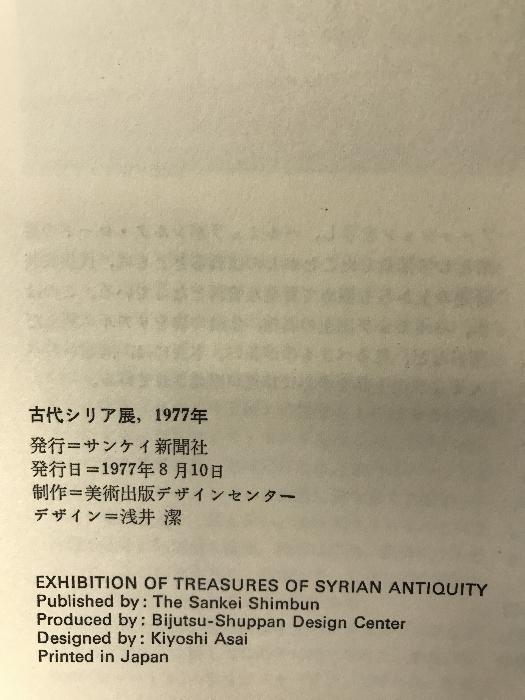 古代シリア展，1977年
発行＝サンケイ新聞社
発行日＝1977年8月10日
制作＝美術出版デザインセンター
デザイン＝浅井 潔
EXHIBITION OF TREASURES OF SYRIAN ANTIQUITY
Published by: The Sankei Shimbun
Produced by: Bijutsu-Shuppan Design Center
Designed by: Kiyoshi Asai
Printed in Japan